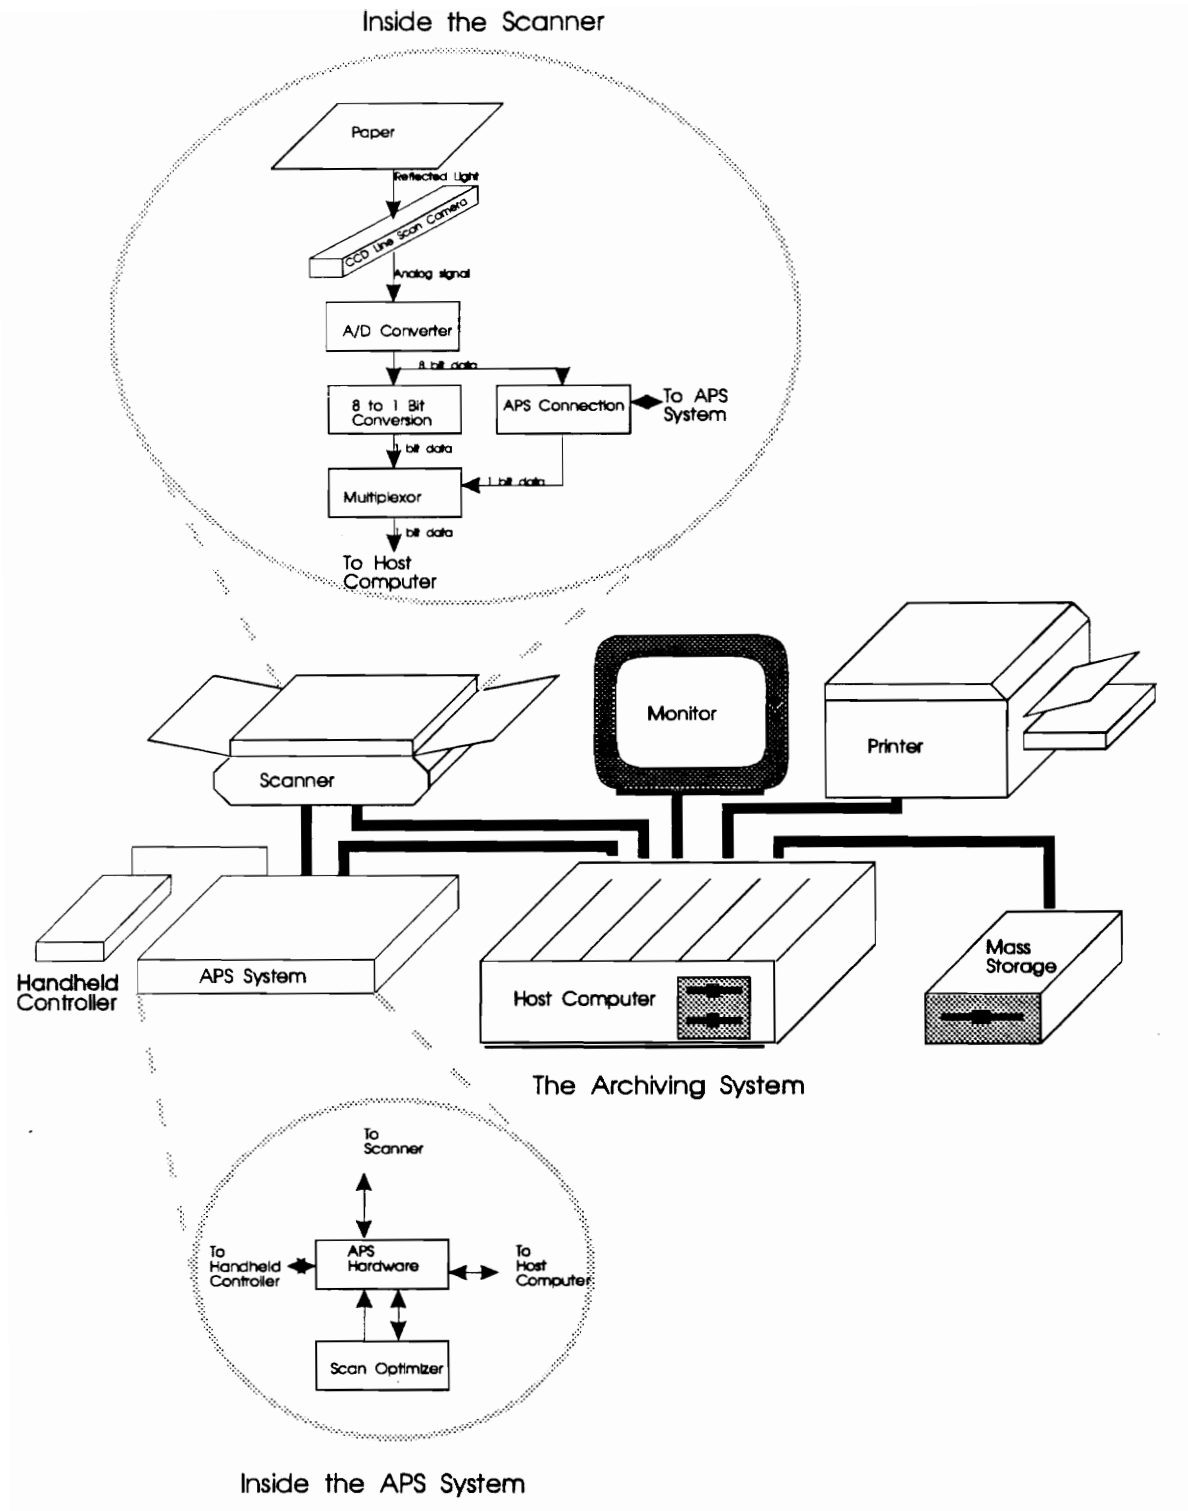 Inside the Scanner
Paper
Reflected Light
CCD Line Scan Camera
Analog signal
A/D Converter
8 bit data
8 to 1 Bit
Conversion
APS Connection
To APS
System
1 bit data
1 bit data
Multiplexor
1 bit data
To Host
Computer
Monitor
Printer
Scanner
Handheld
Controller
APS System
Host Computer
Mass
Storage
The Archiving System
To
Scanner
To
Handheld
Controller
APS
Hardware
To
Host
Computer
Scan Optimizer
Inside the APS System